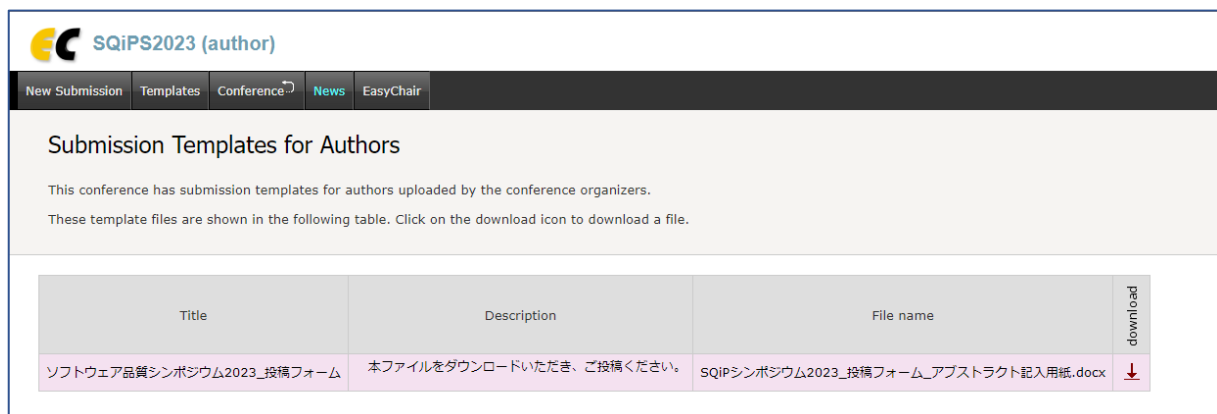 EC SQiPS2023 (author)
New Submission Templates Conference News EasyChair
Submission Templates for Authors
This conference has submission templates for authors uploaded by the conference organizers.
These template files are shown in the following table. Click on the download icon to download a file.
Title Description File name download
ソフトウェア品質シンポジウム2023_投稿フォーム 本ファイルをダウンロードいただき、ご投稿ください。 SQiPシンポジウム2023_投稿フォーム_アブストラクト記入用紙.docx